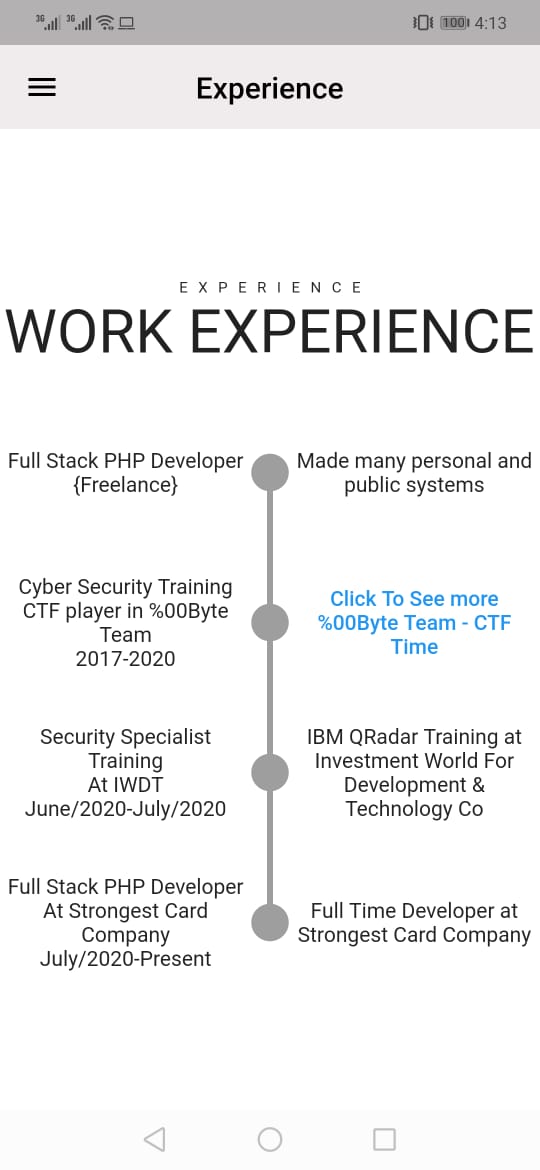 3G 3G 100 4:13
Experience
EXPERIENCE
WORK EXPERIENCE
Full Stack PHP Developer
{Freelance}
Made many personal and
public systems
Cyber Security Training
CTF player in %00Byte
Team
2017-2020
Click To See more
%00Byte Team - CTF
Time
Security Specialist
Training
At IWDT
June/2020-July/2020
IBM QRadar Training at
Investment World For
Development &
Technology Co
Full Stack PHP Developer
At Strongest Card
Company
July/2020-Present
Full Time Developer at
Strongest Card Company